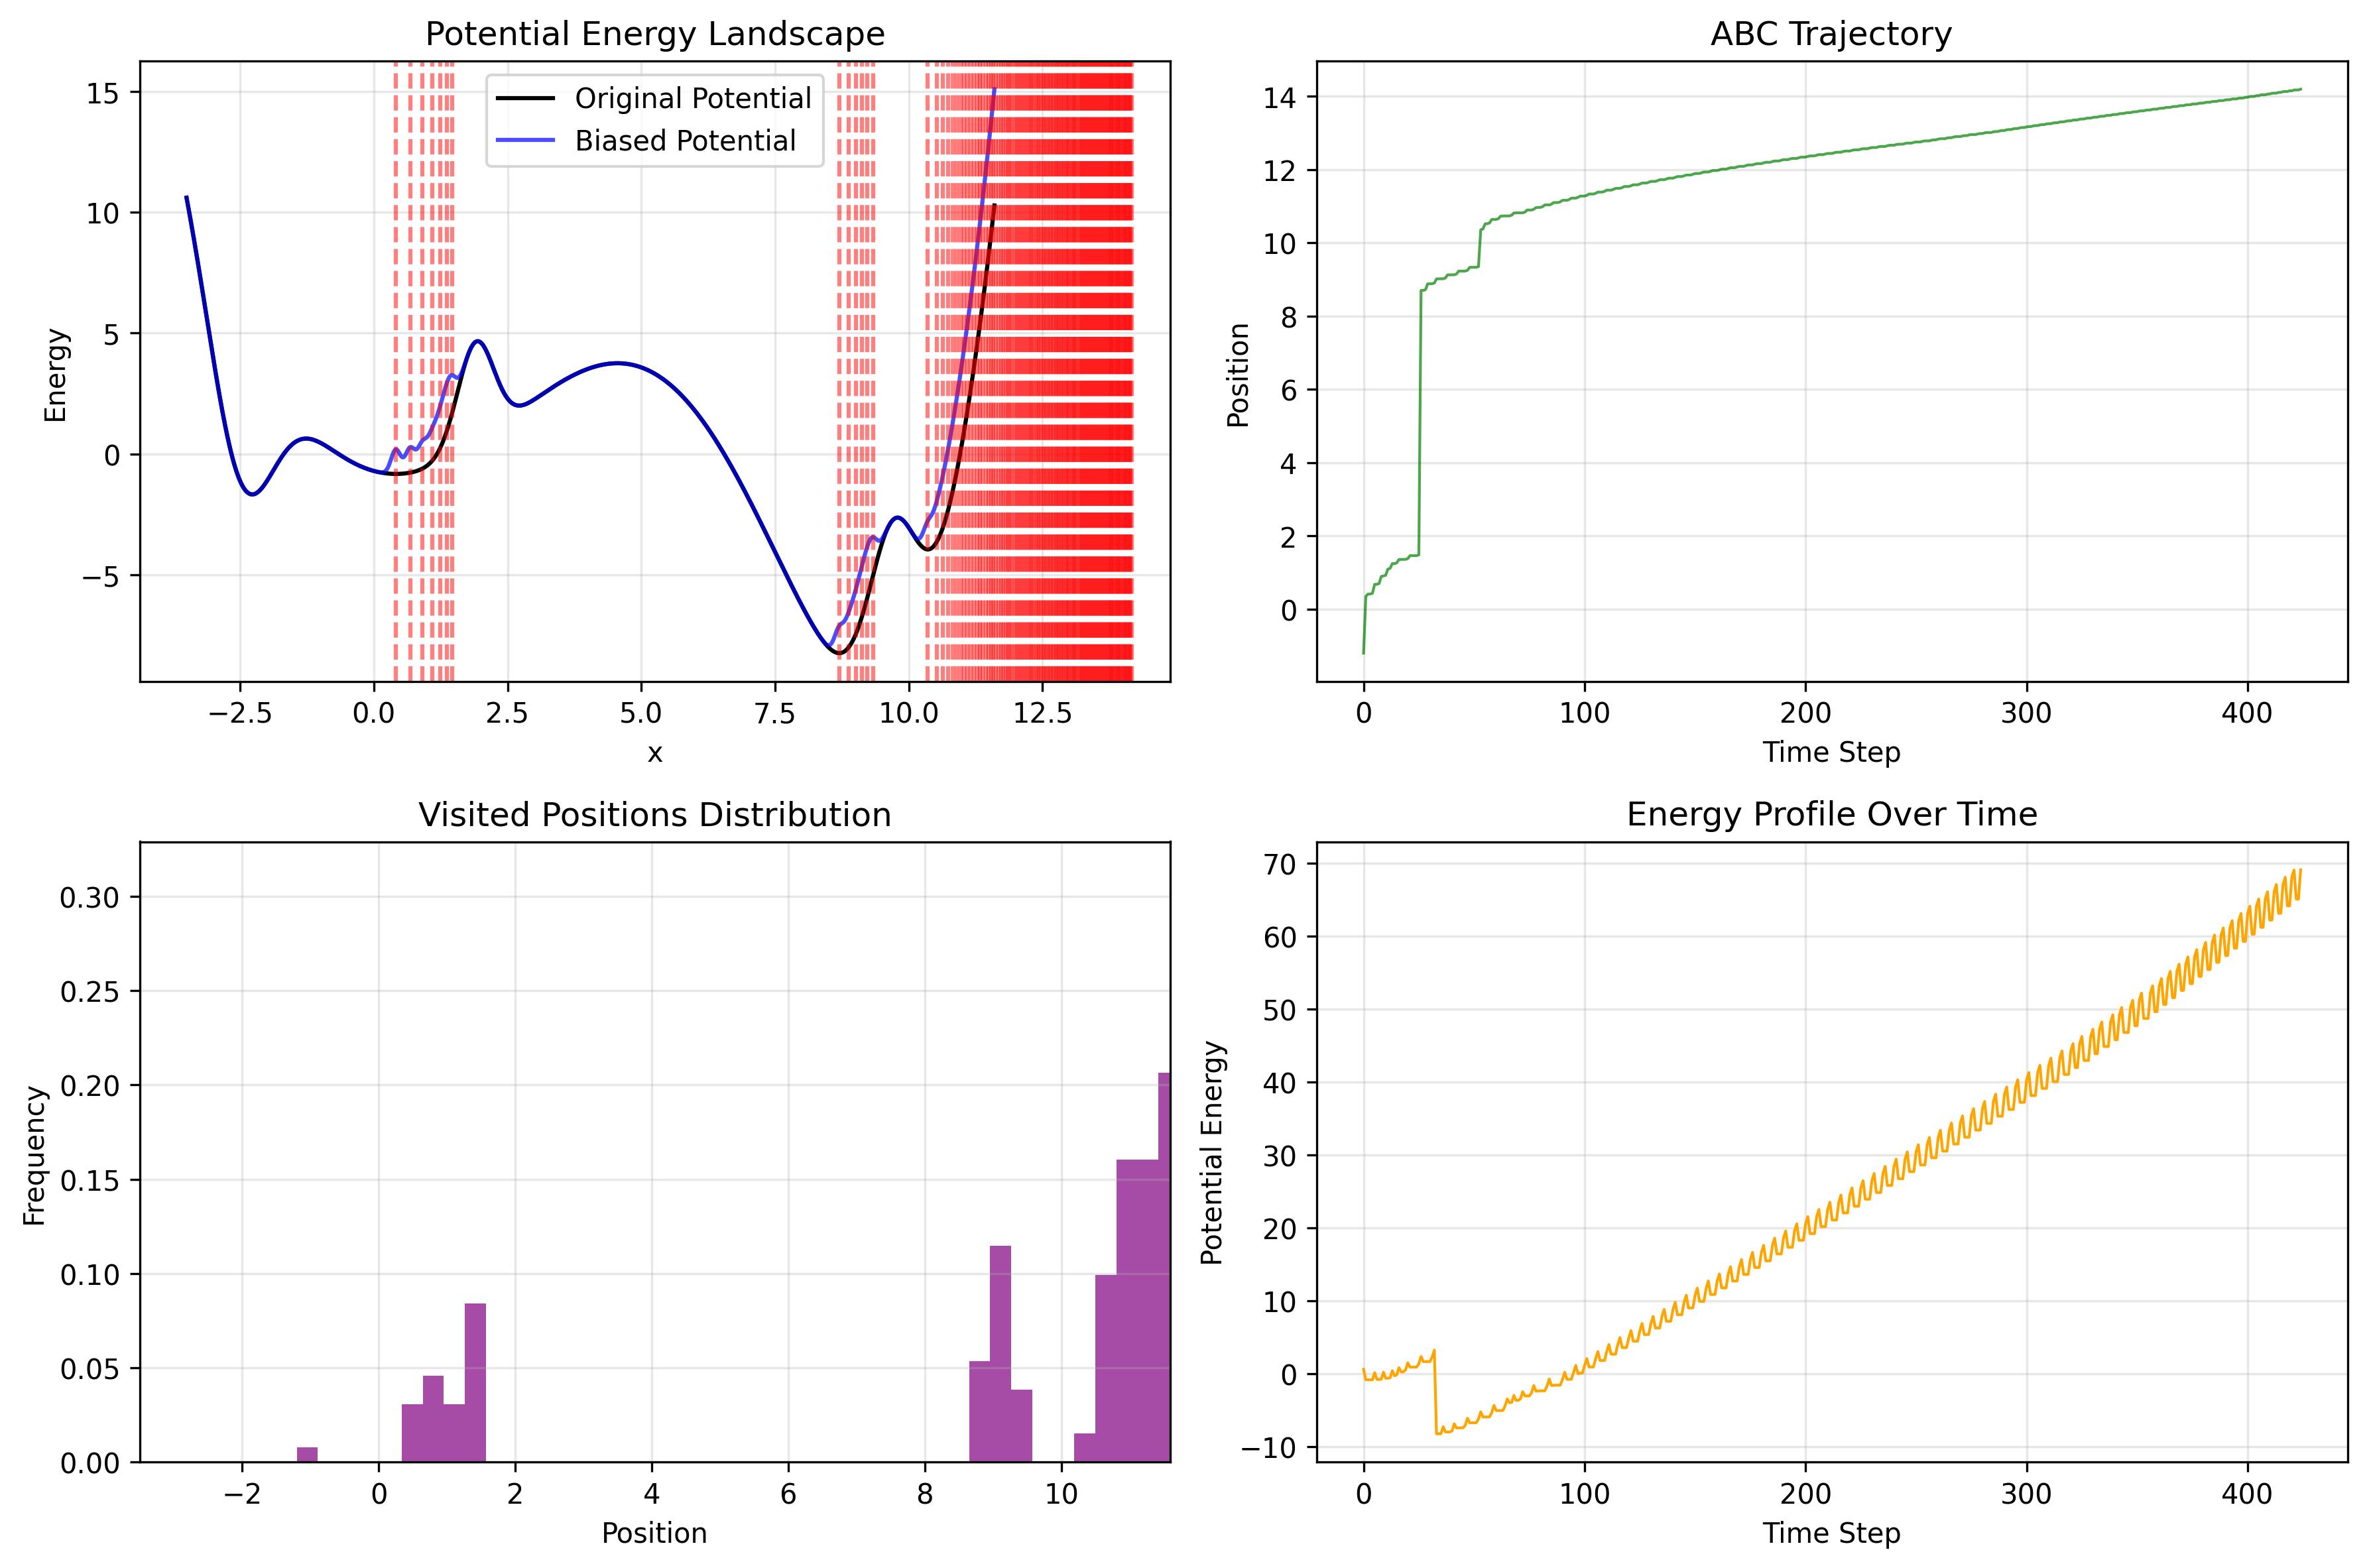 Potential Energy Landscape
Original Potential
Biased Potential
15
10
5
0
−5
Energy
−2.5 0.0 2.5 5.0 7.5 10.0 12.5
x
ABC Trajectory
14
12
10
8
6
4
2
0
Position
0 100 200 300 400
Time Step
Visited Positions Distribution
0.30
0.25
0.20
0.15
0.10
0.05
0.00
Frequency
−2 0 2 4 6 8 10
Position
Energy Profile Over Time
70
60
50
40
30
20
10
0
−10
Potential Energy
0 100 200 300 400
Time Step